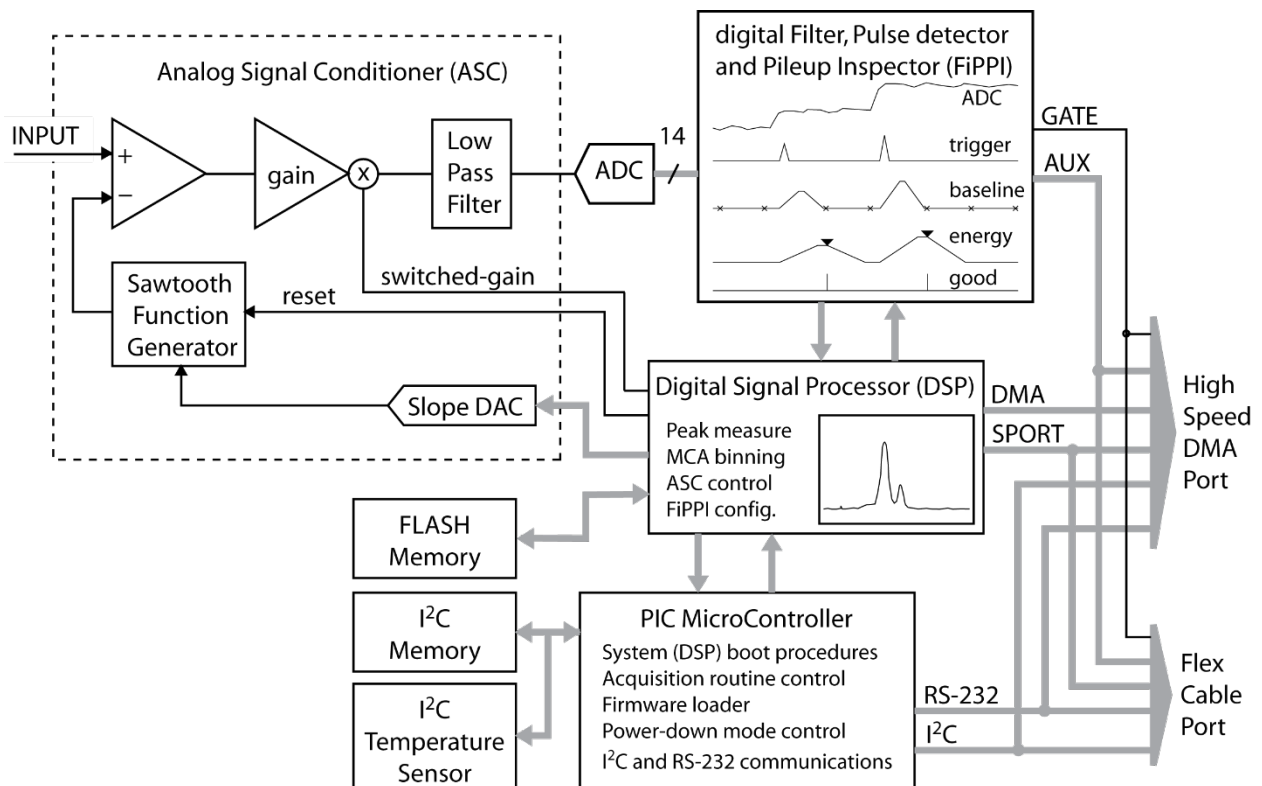 Analog Signal Conditioner (ASC)
INPUT
+
−
gain
x
Low
Pass
Filter
ADC
14
Sawtooth
Function
Generator
reset
switched-gain
Slope DAC
digital Filter, Pulse detector
and Pileup Inspector (FiPPI)
ADC
trigger
baseline
energy
good
GATE
AUX
Digital Signal Processor (DSP)
Peak measure
MCA binning
ASC control
FiPPI config.
DMA
SPORT
High
Speed
DMA
Port
FLASH
Memory
I²C
Memory
I²C
Temperature
Sensor
PIC MicroController
System (DSP) boot procedures
Acquisition routine control
Firmware loader
Power-down mode control
I²C and RS-232 communications
RS-232
I²C
Flex
Cable
Port